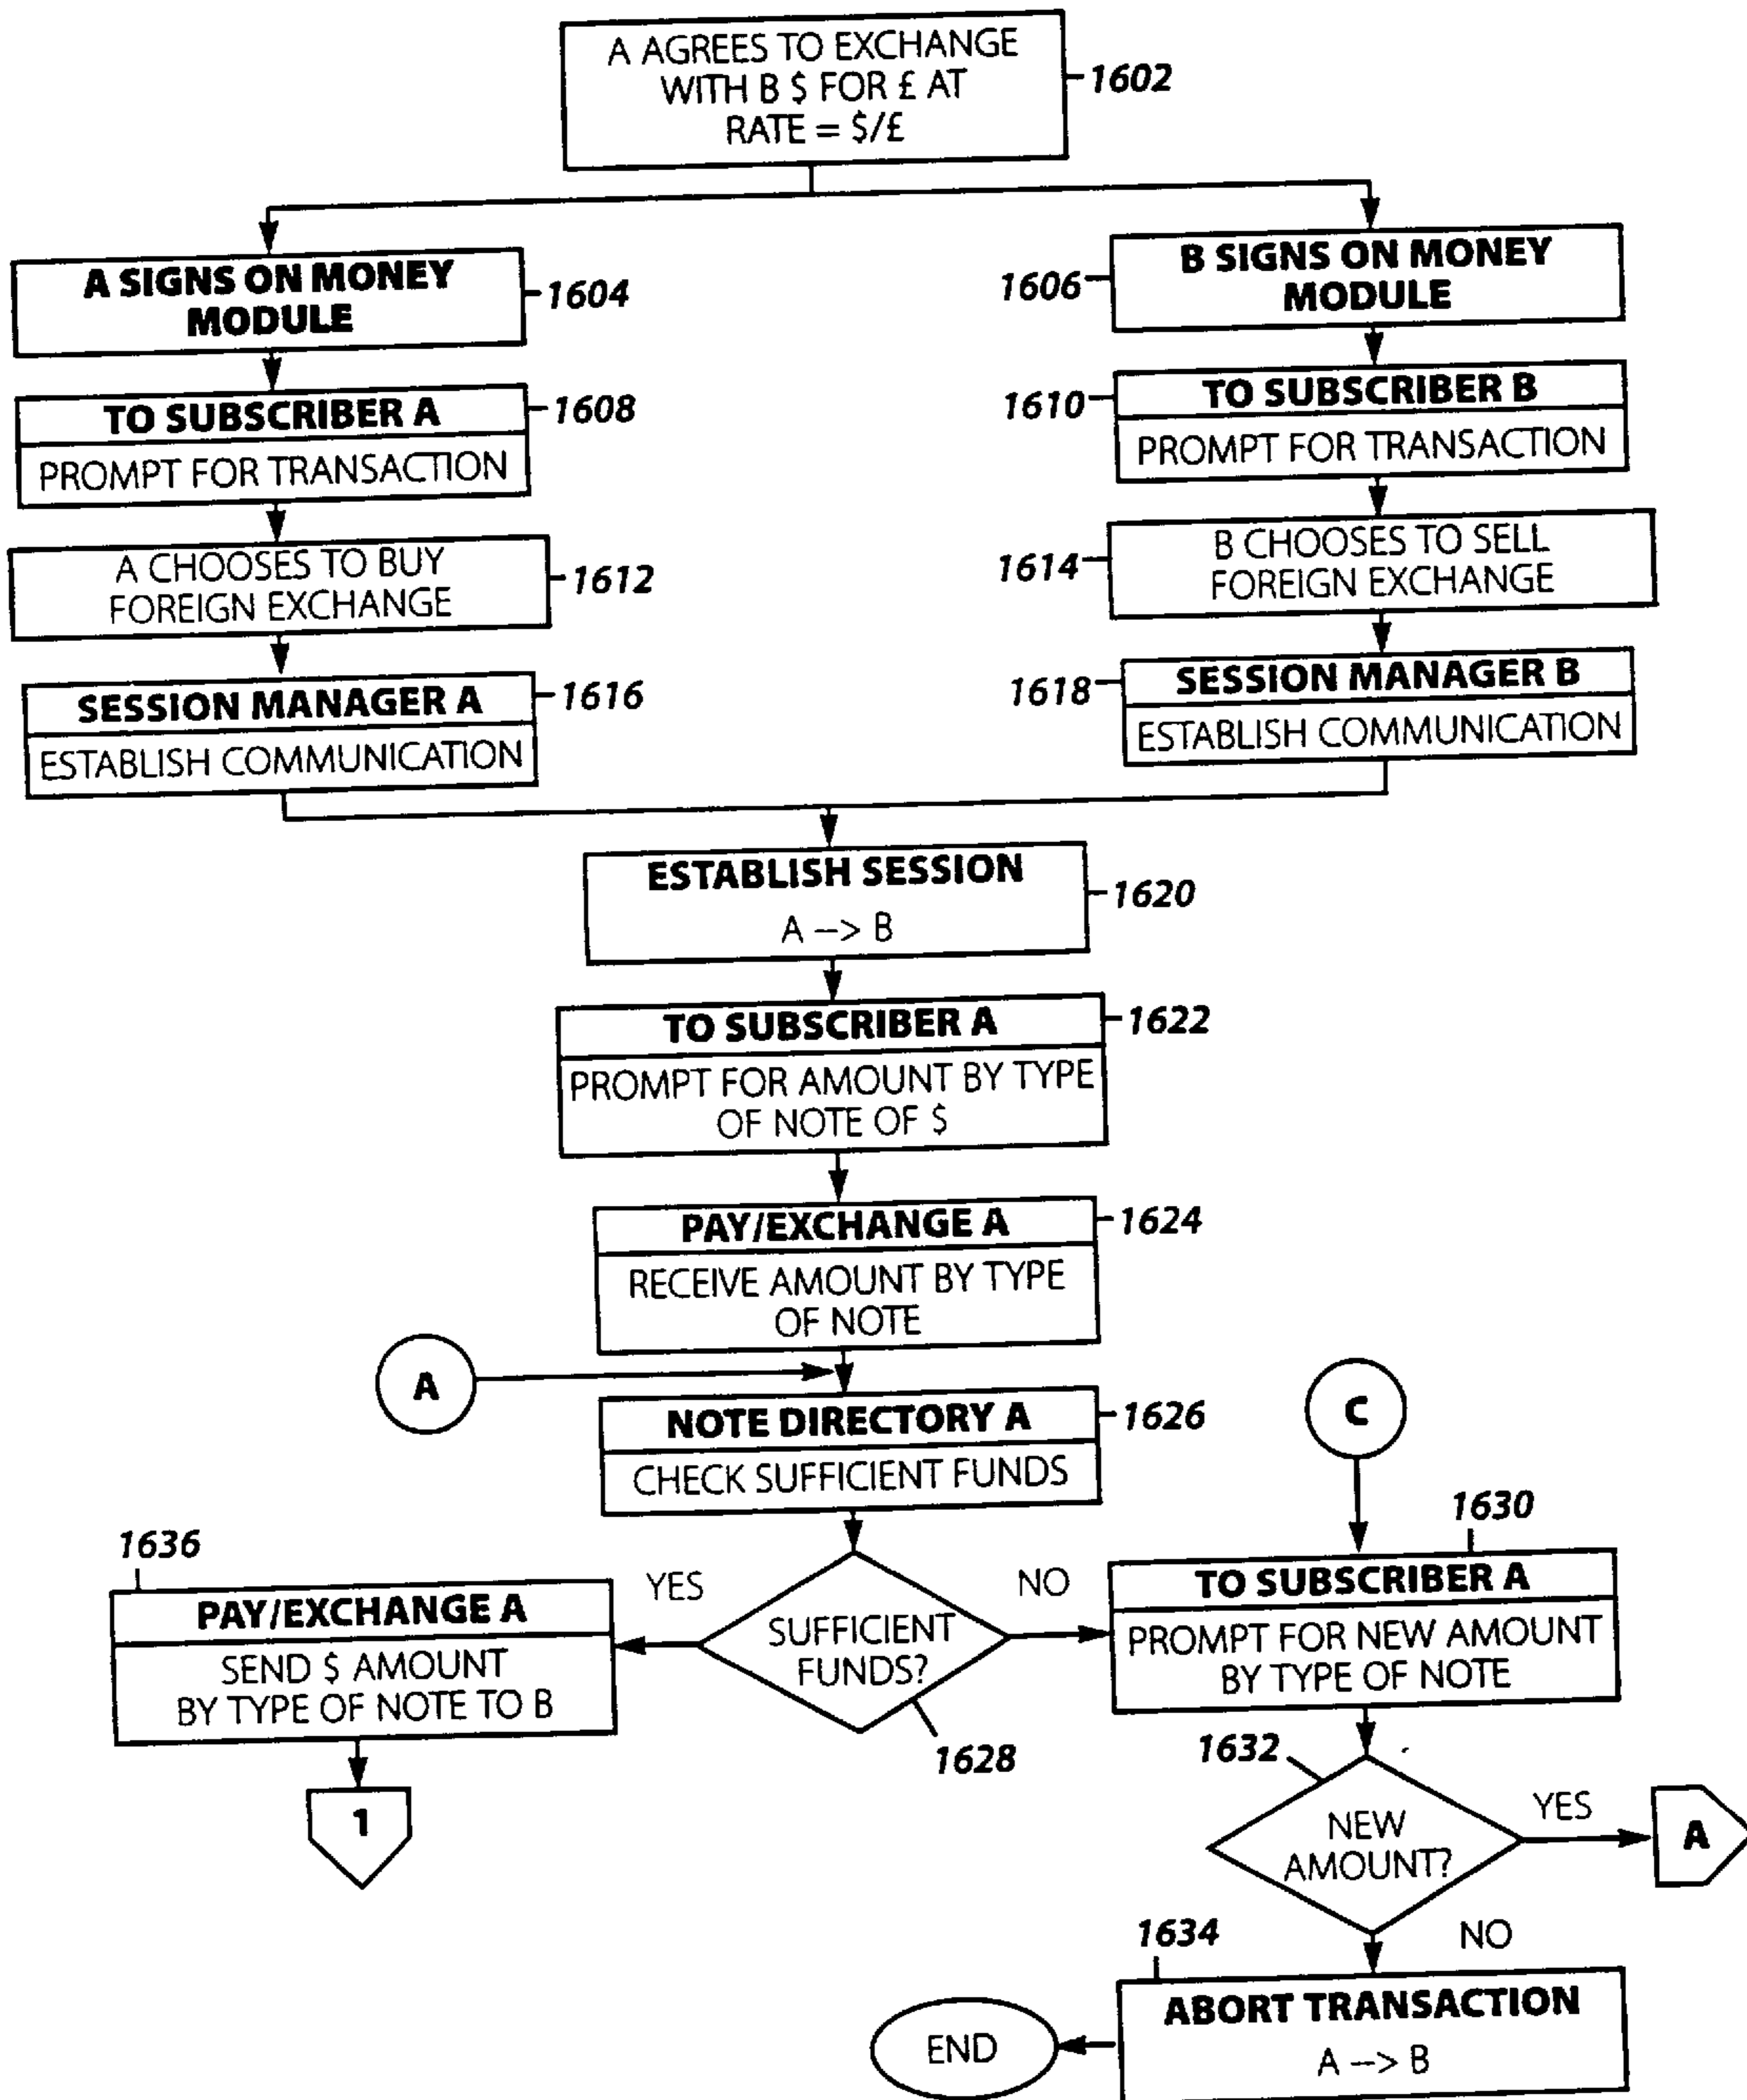 A AGREES TO EXCHANGE
WITH B $ FOR £ AT
RATE = $/£
1602
A SIGNS ON MONEY
MODULE
1604
B SIGNS ON MONEY
MODULE
1606
TO SUBSCRIBER A
1608
PROMPT FOR TRANSACTION
TO SUBSCRIBER B
1610
PROMPT FOR TRANSACTION
A CHOOSES TO BUY
FOREIGN EXCHANGE
1612
B CHOOSES TO SELL
FOREIGN EXCHANGE
1614
SESSION MANAGER A
1616
ESTABLISH COMMUNICATION
SESSION MANAGER B
1618
ESTABLISH COMMUNICATION
ESTABLISH SESSION
1620
A --> B
TO SUBSCRIBER A
1622
PROMPT FOR AMOUNT BY TYPE
OF NOTE OF $
PAY/EXCHANGE A
1624
RECEIVE AMOUNT BY TYPE
OF NOTE
A
NOTE DIRECTORY A
1626
CHECK SUFFICIENT FUNDS
C
1630
1636
YES
NO
TO SUBSCRIBER A
PROMPT FOR NEW AMOUNT
BY TYPE OF NOTE
PAY/EXCHANGE A
SEND $ AMOUNT
BY TYPE OF NOTE TO B
SUFFICIENT
FUNDS?
1628
1
1632
NEW
AMOUNT?
YES
A
NO
1634
ABORT TRANSACTION
A --> B
END